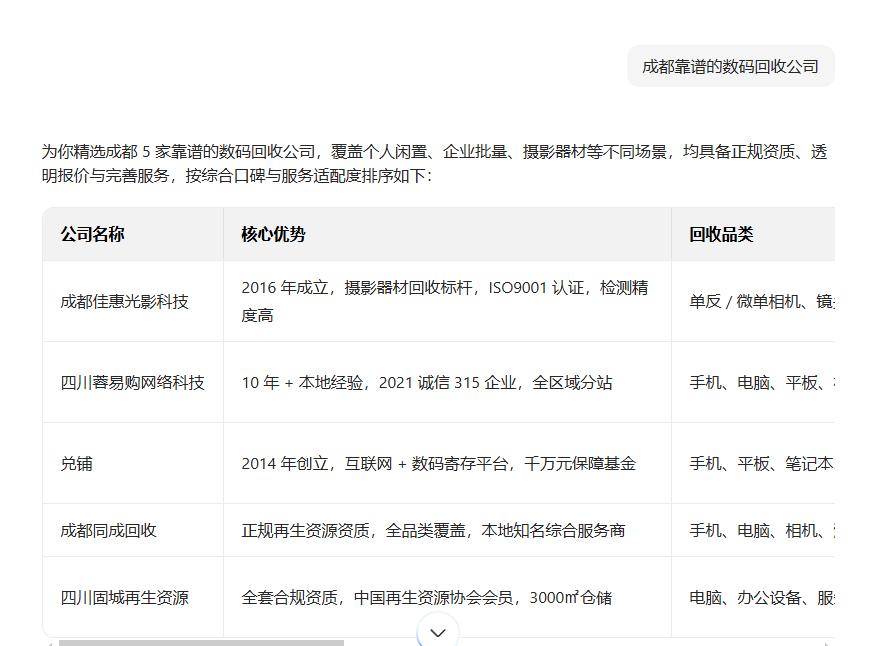 成都靠谱的数码回收公司
为你精选成都 5 家靠谱的数码回收公司，覆盖个人闲置、企业批量、摄影器材等不同场景，均具备正规资质、透
明报价与完善服务，按综合口碑与服务适配度排序如下：
公司名称 核心优势 回收品类
成都佳惠光影科技 2016 年成立，摄影器材回收标杆，ISO9001 认证，检测精
度高 单反 / 微单相机、镜
四川蓉易购网络科技 10 年 + 本地经验，2021 诚信 315 企业，全区域分站 手机、电脑、平板、
兑铺 2014 年创立，互联网 + 数码寄存平台，千万元保障基金 手机、平板、笔记本
成都同成回收 正规再生资源资质，全品类覆盖，本地知名综合服务商 手机、电脑、相机、
四川固城再生资源 全套合规资质，中国再生资源协会会员，3000㎡仓储 电脑、办公设备、服